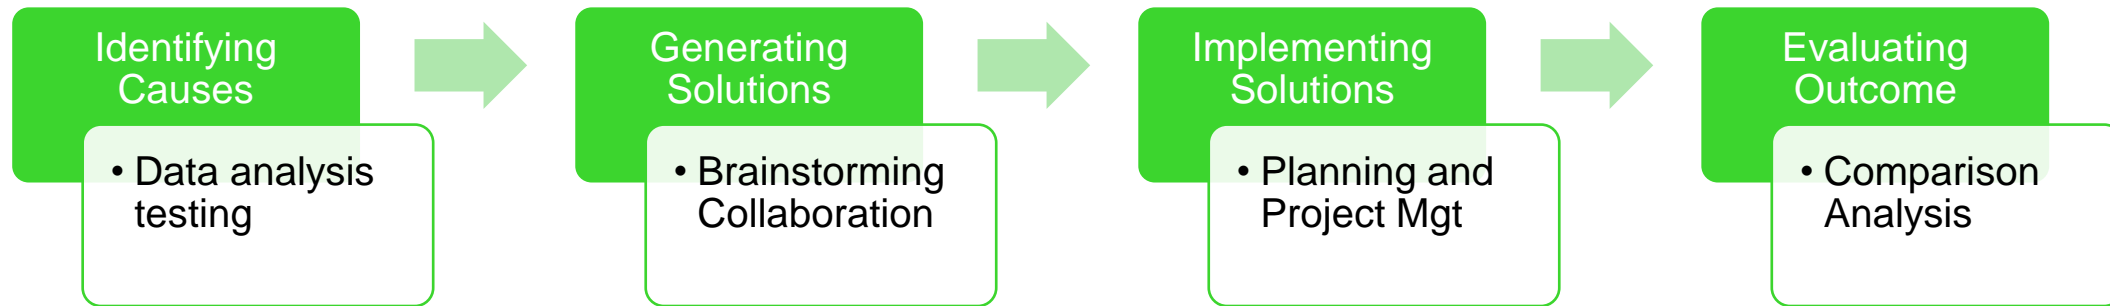 Identifying
Causes
• Data analysis
testing
Generating
Solutions
• Brainstorming
Collaboration
Implementing
Solutions
• Planning and
Project Mgt
Evaluating
Outcome
• Comparison
Analysis